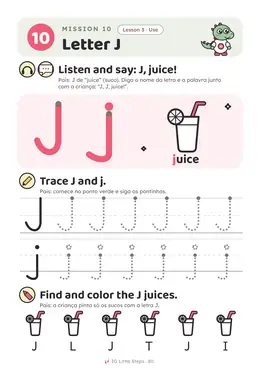 MISSION 10
Lesson 3 · Use
10
Letter J
Listen and say: J, juice!
Pais: J de "juice" (suco). Diga o nome da letra e a palavra junto
com a criança: "J, J, juice!".
J j
juice
Trace J and j.
Pais: comece no ponto verde e siga os pontinhos.
J J J J J J J
j j j j j j j
Find and color the J juices.
Pais: a criança pinta só os sucos com a letra J.
J L J T J I